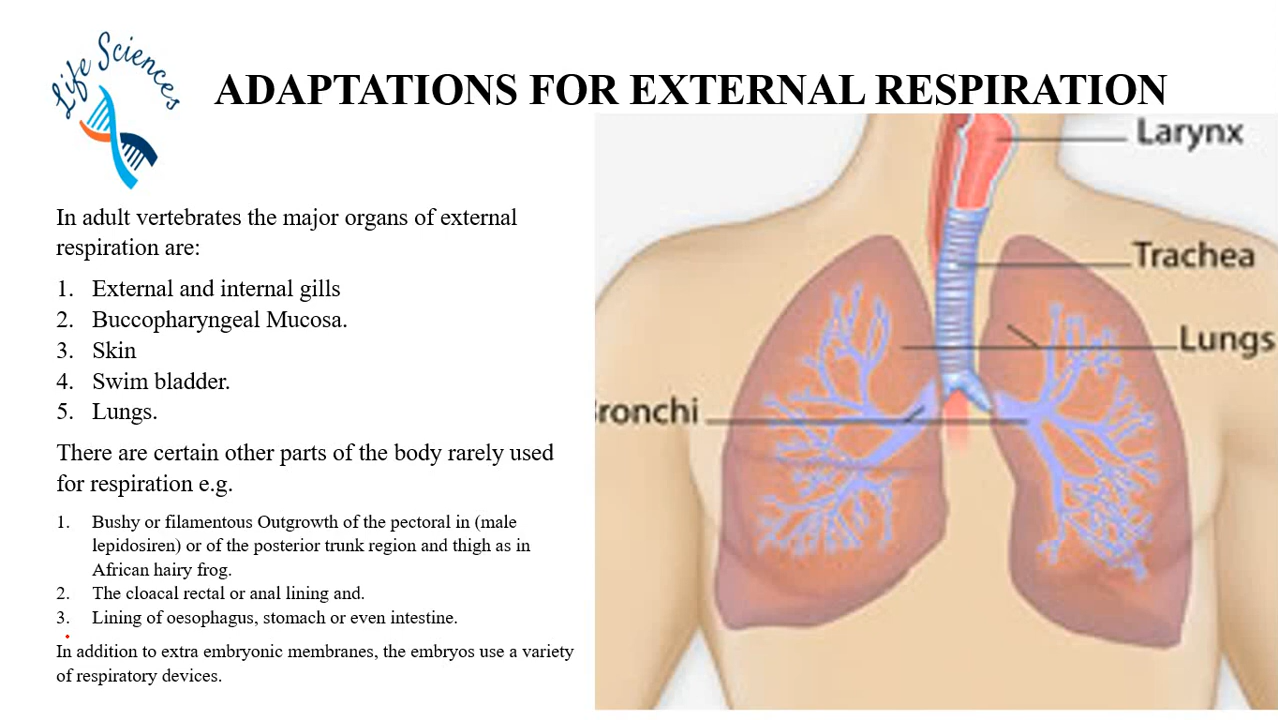 Life Sciences
ADAPTATIONS FOR EXTERNAL RESPIRATION
In adult vertebrates the major organs of external
respiration are:
1. External and internal gills
2. Buccopharyngeal Mucosa.
3. Skin
4. Swim bladder.
5. Lungs.
There are certain other parts of the body rarely used
for respiration e.g.
1. Bushy or filamentous Outgrowth of the pectoral in (male
lepidosiren) or of the posterior trunk region and thigh as in
African hairy frog.
2. The cloacal rectal or anal lining and.
3. Lining of oesophagus, stomach or even intestine.
In addition to extra embryonic membranes, the embryos use a variety
of respiratory devices.
Larynx
Trachea
Lungs
ronchi